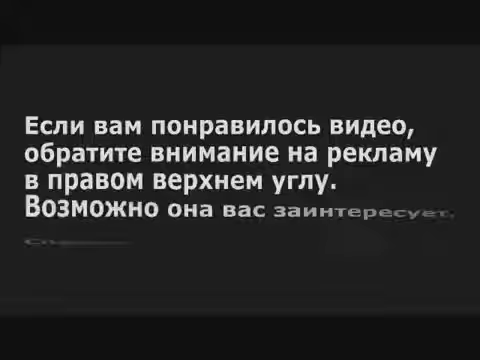 Если вам понравилось видео,
обратите внимание на рекламу
в правом верхнем углу.
Возможно она вас заинтересует.